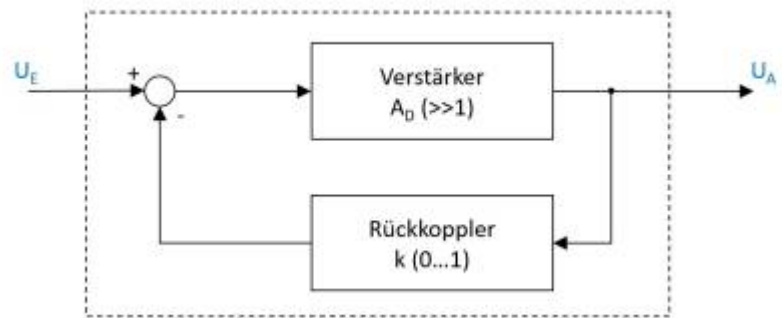 U_E
+
Verstärker
A_D (>>1)
U_A
-
Rückkoppler
k (0...1)